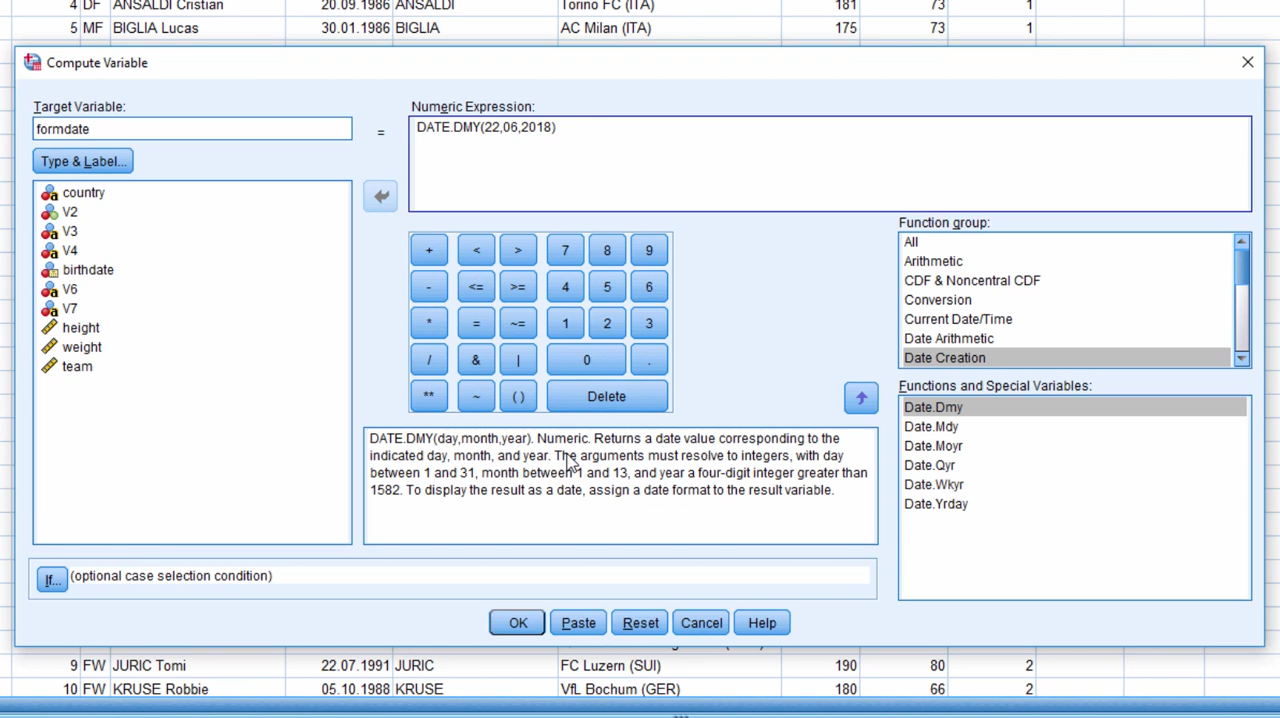 4 DF ANSALDI Cristian 20.09.1986 ANSALDI Torino FC (ITA) 181 73 1
5 MF BIGLIA Lucas 30.01.1986 BIGLIA AC Milan (ITA) 175 73 1
Compute Variable
Target Variable:
formdate
=
Numeric Expression:
DATE.DMY(22,06,2018)
Type & Label...
country
V2
V3
V4
birthdate
V6
V7
height
weight
team
+ < > 7 8 9
- <= >= 4 5 6
* = ~= 1 2 3
/ & | 0 .
** ~ ( ) Delete
Function group:
All
Arithmetic
CDF & Noncentral CDF
Conversion
Current Date/Time
Date Arithmetic
Date Creation
Functions and Special Variables:
Date.Dmy
Date.Mdy
Date.Moyr
Date.Qyr
Date.Wkyr
Date.Yrday
DATE.DMY(day,month,year). Numeric. Returns a date value corresponding to the
indicated day, month, and year. The arguments must resolve to integers, with day
between 1 and 31, month between 1 and 13, and year a four-digit integer greater than
1582. To display the result as a date, assign a date format to the result variable.
If... (optional case selection condition)
OK Paste Reset Cancel Help
9 FW JURIC Tomi 22.07.1991 JURIC FC Luzern (SUI) 190 80 2
10 FW KRUSE Robbie 05.10.1988 KRUSE VfL Bochum (GER) 180 66 2